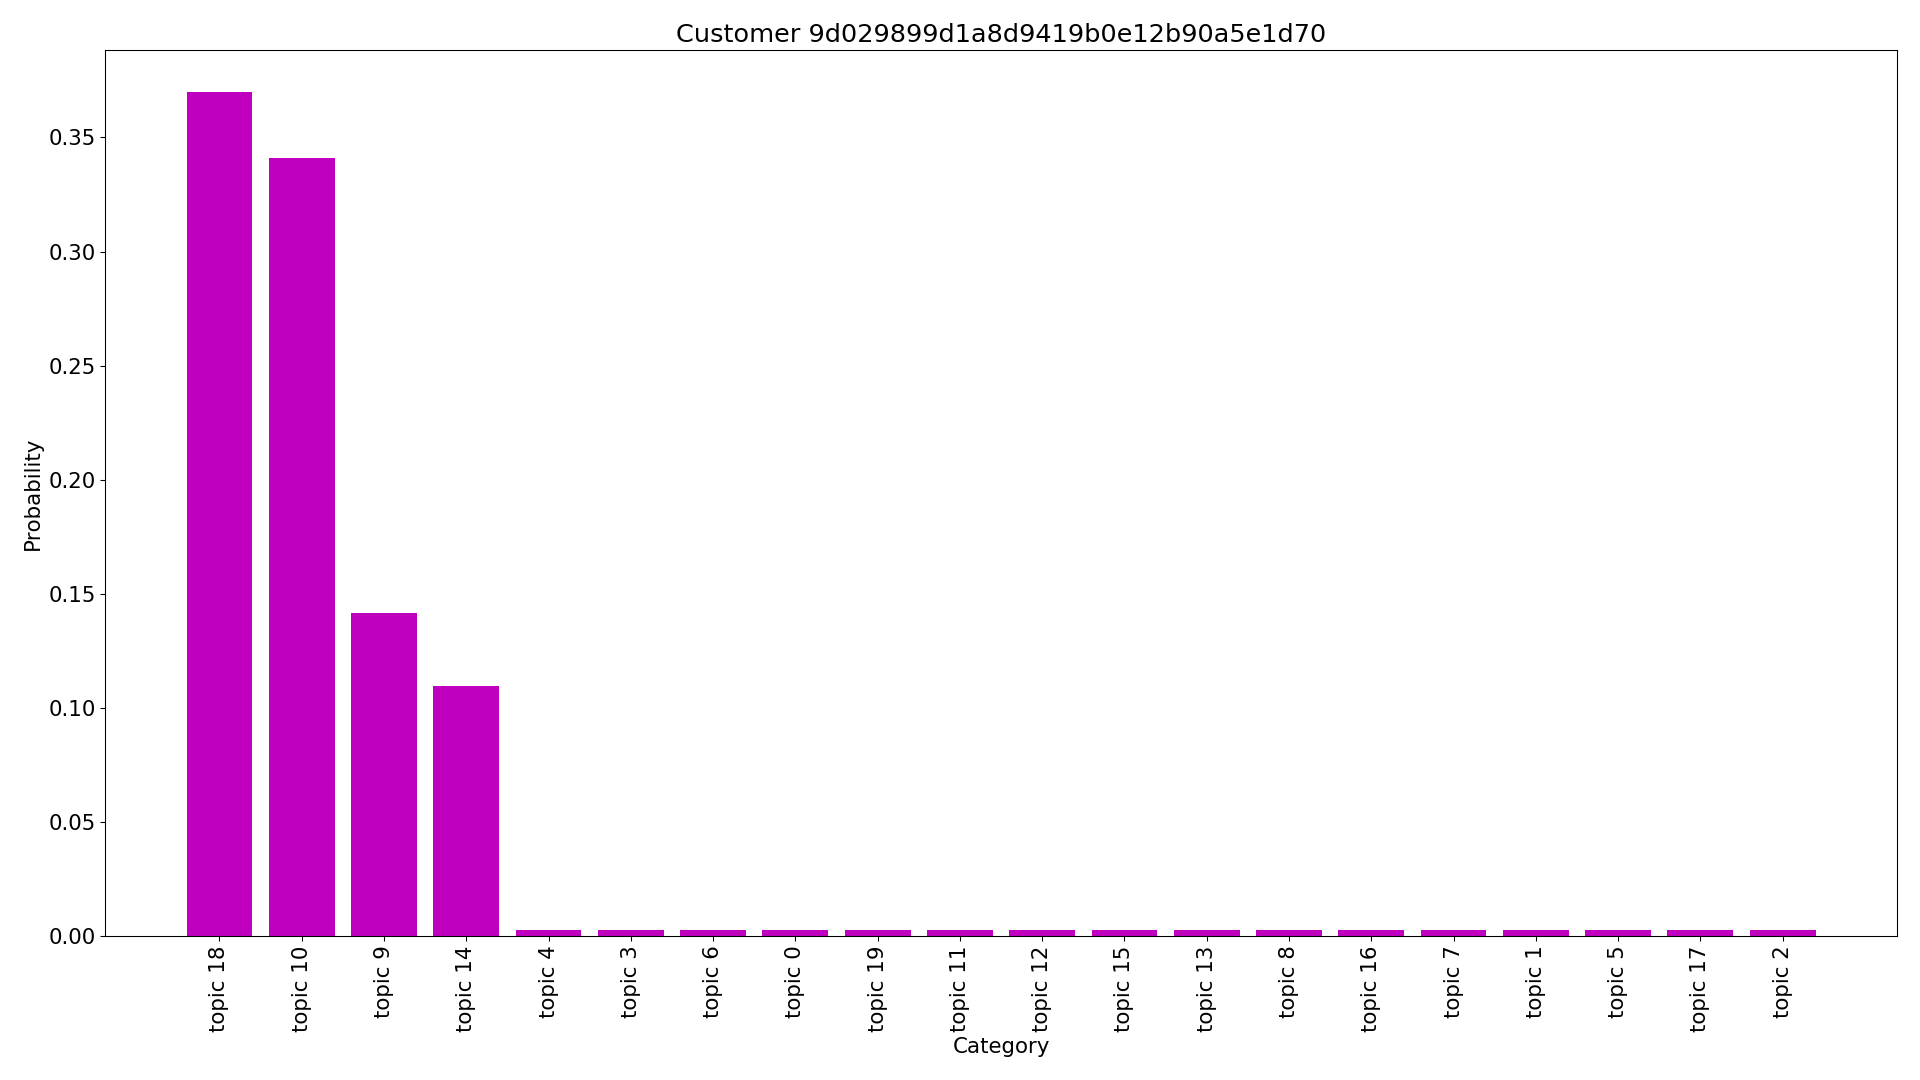 Customer 9d029899d1a8d9419b0e12b90a5e1d70
Probability
0.35
0.30
0.25
0.20
0.15
0.10
0.05
0.00
topic 18
topic 10
topic 9
topic 14
topic 4
topic 3
topic 6
topic 0
topic 19
topic 11
topic 12
topic 15
topic 13
topic 8
topic 16
topic 7
topic 1
topic 5
topic 17
topic 2
Category